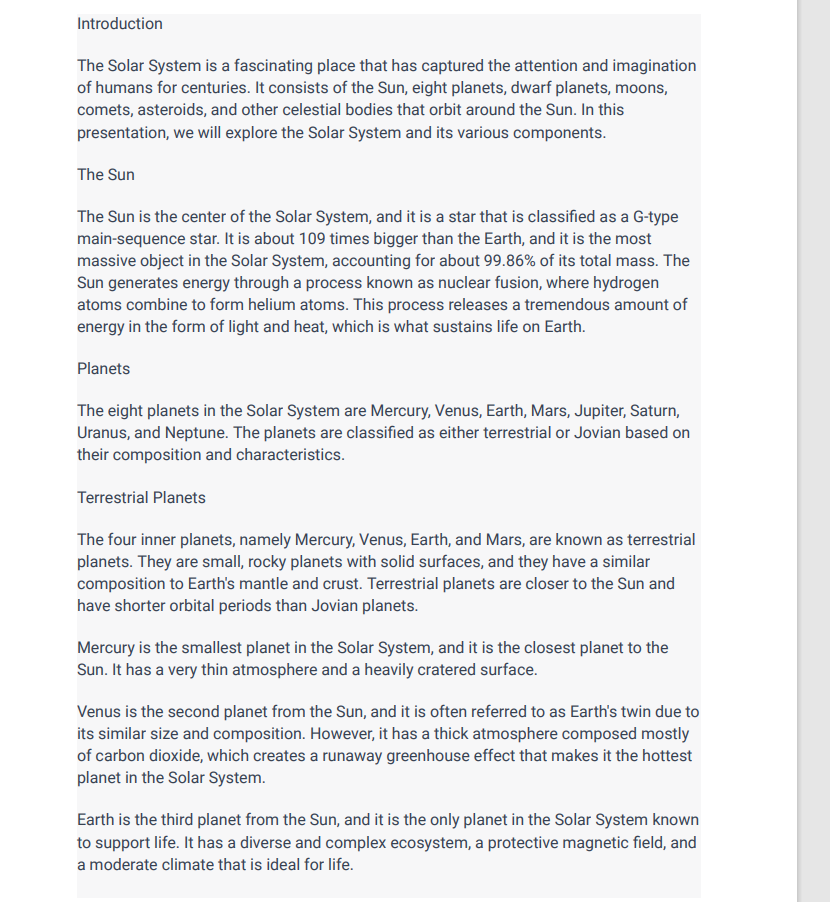 Introduction
The Solar System is a fascinating place that has captured the attention and imagination
of humans for centuries. It consists of the Sun, eight planets, dwarf planets, moons,
comets, asteroids, and other celestial bodies that orbit around the Sun. In this
presentation, we will explore the Solar System and its various components.
The Sun
The Sun is the center of the Solar System, and it is a star that is classified as a G-type
main-sequence star. It is about 109 times bigger than the Earth, and it is the most
massive object in the Solar System, accounting for about 99.86% of its total mass. The
Sun generates energy through a process known as nuclear fusion, where hydrogen
atoms combine to form helium atoms. This process releases a tremendous amount of
energy in the form of light and heat, which is what sustains life on Earth.
Planets
The eight planets in the Solar System are Mercury, Venus, Earth, Mars, Jupiter, Saturn,
Uranus, and Neptune. The planets are classified as either terrestrial or Jovian based on
their composition and characteristics.
Terrestrial Planets
The four inner planets, namely Mercury, Venus, Earth, and Mars, are known as terrestrial
planets. They are small, rocky planets with solid surfaces, and they have a similar
composition to Earth's mantle and crust. Terrestrial planets are closer to the Sun and
have shorter orbital periods than Jovian planets.
Mercury is the smallest planet in the Solar System, and it is the closest planet to the
Sun. It has a very thin atmosphere and a heavily cratered surface.
Venus is the second planet from the Sun, and it is often referred to as Earth's twin due to
its similar size and composition. However, it has a thick atmosphere composed mostly
of carbon dioxide, which creates a runaway greenhouse effect that makes it the hottest
planet in the Solar System.
Earth is the third planet from the Sun, and it is the only planet in the Solar System known
to support life. It has a diverse and complex ecosystem, a protective magnetic field, and
a moderate climate that is ideal for life.